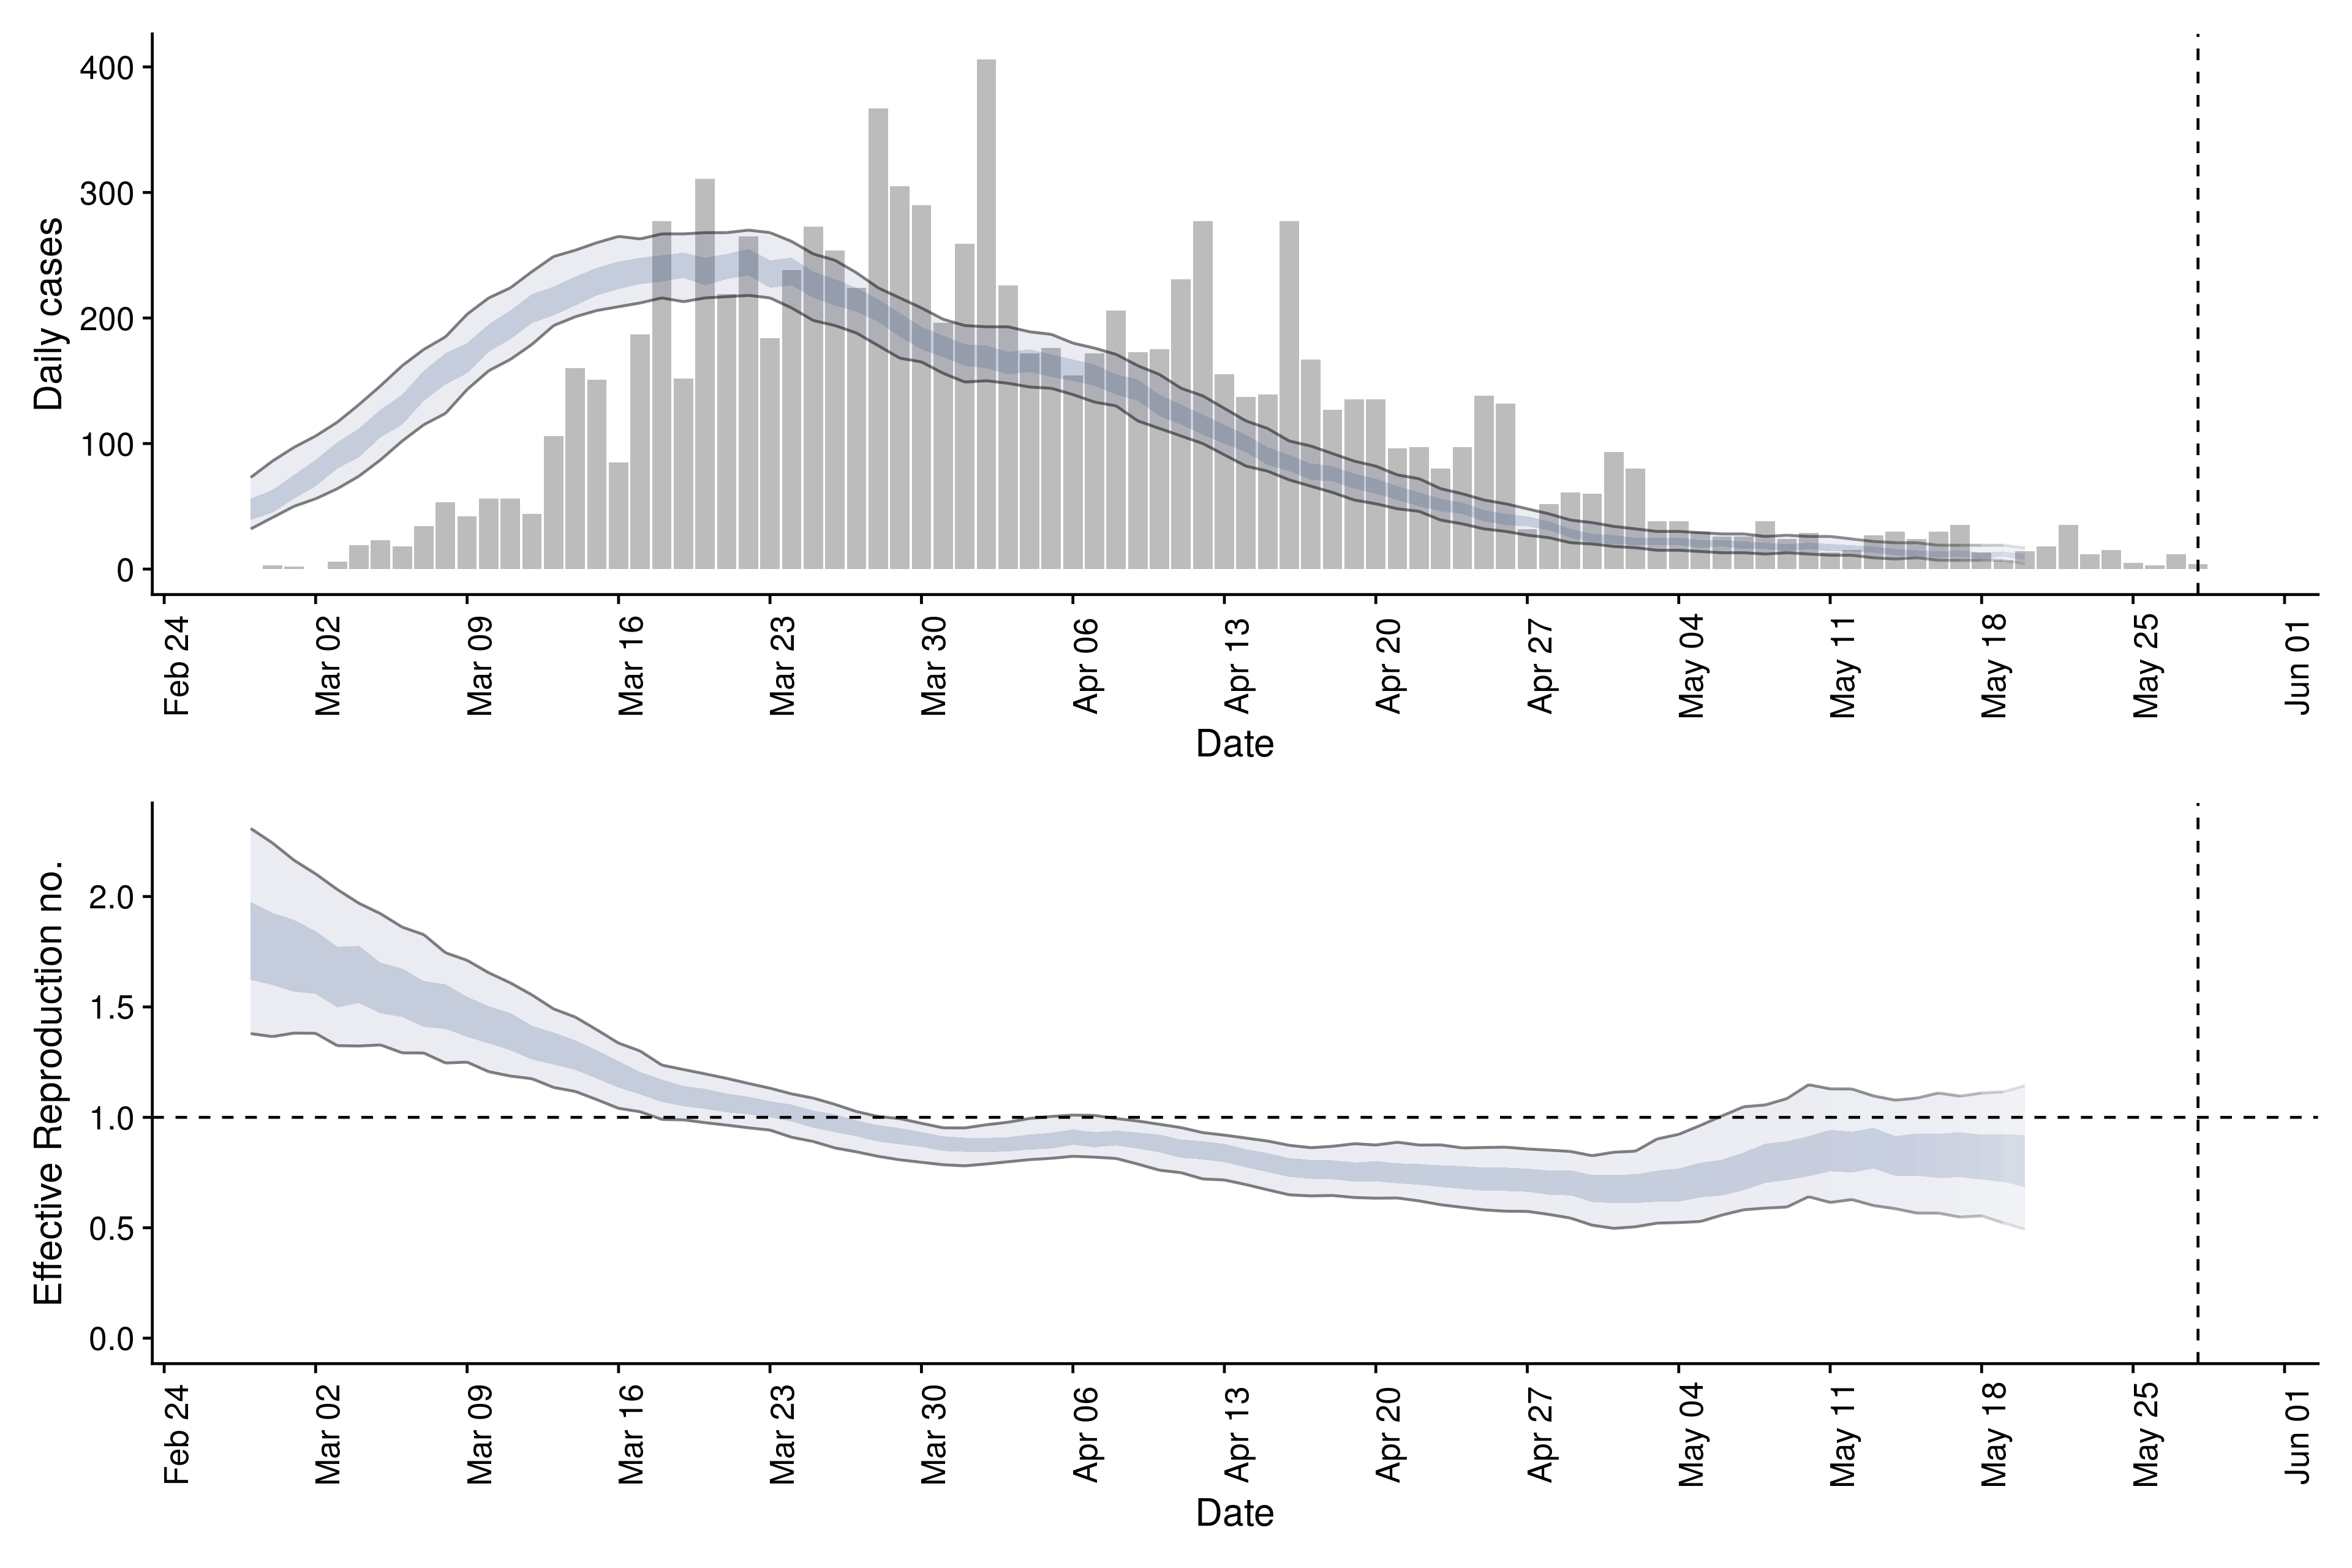 Daily cases
400
300
200
100
0
Feb 24
Mar 02
Mar 09
Mar 16
Mar 23
Mar 30
Apr 06
Apr 13
Apr 20
Apr 27
May 04
May 11
May 18
May 25
Jun 01
Date
Effective Reproduction no.
2.0
1.5
1.0
0.5
0.0
Feb 24
Mar 02
Mar 09
Mar 16
Mar 23
Mar 30
Apr 06
Apr 13
Apr 20
Apr 27
May 04
May 11
May 18
May 25
Jun 01
Date